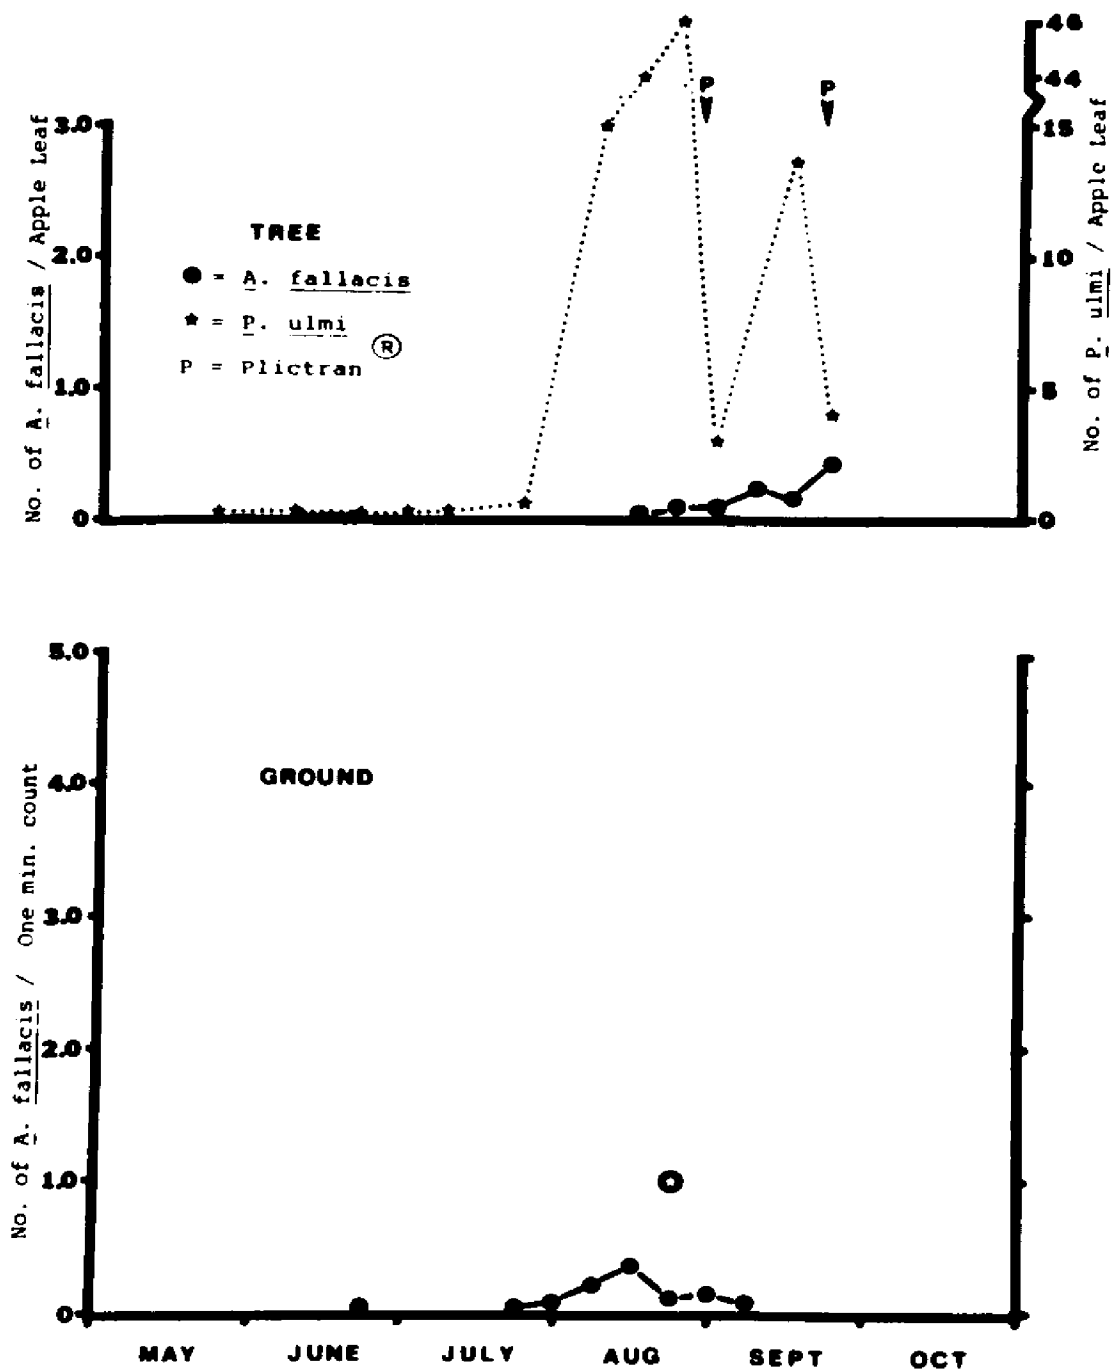 No. of A. fallacis / Apple Leaf
3.0
2.0
1.0
0
TREE
● = A. fallacis
★ = P. ulmi
P = Plictran ®
P
P
46
44
15
10
5
0
No. of P. ulmi / Apple Leaf
No. of A. fallacis / One min. count
5.0
4.0
3.0
2.0
1.0
0
GROUND
MAY JUNE JULY AUG SEPT OCT